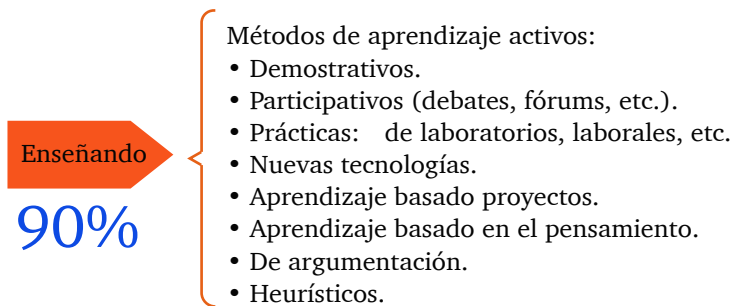 Enseñando
90%
Métodos de aprendizaje activos:
• Demostrativos.
• Participativos (debates, fórums, etc.).
• Prácticas: de laboratorios, laborales, etc.
• Nuevas tecnologías.
• Aprendizaje basado proyectos.
• Aprendizaje basado en el pensamiento.
• De argumentación.
• Heurísticos.